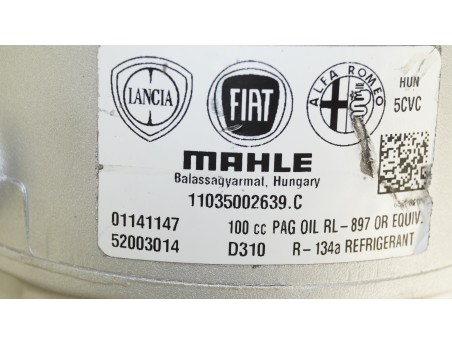 LANCIA
FIAT
ALFA ROMEO
HUN
5CVC
MAHLE
Balassagyarmat, Hungary
11035002639.C
01141147 100 cc PAG OIL RL-897 OR EQUIV.
52003014 D310 R-134a REFRIGERANT